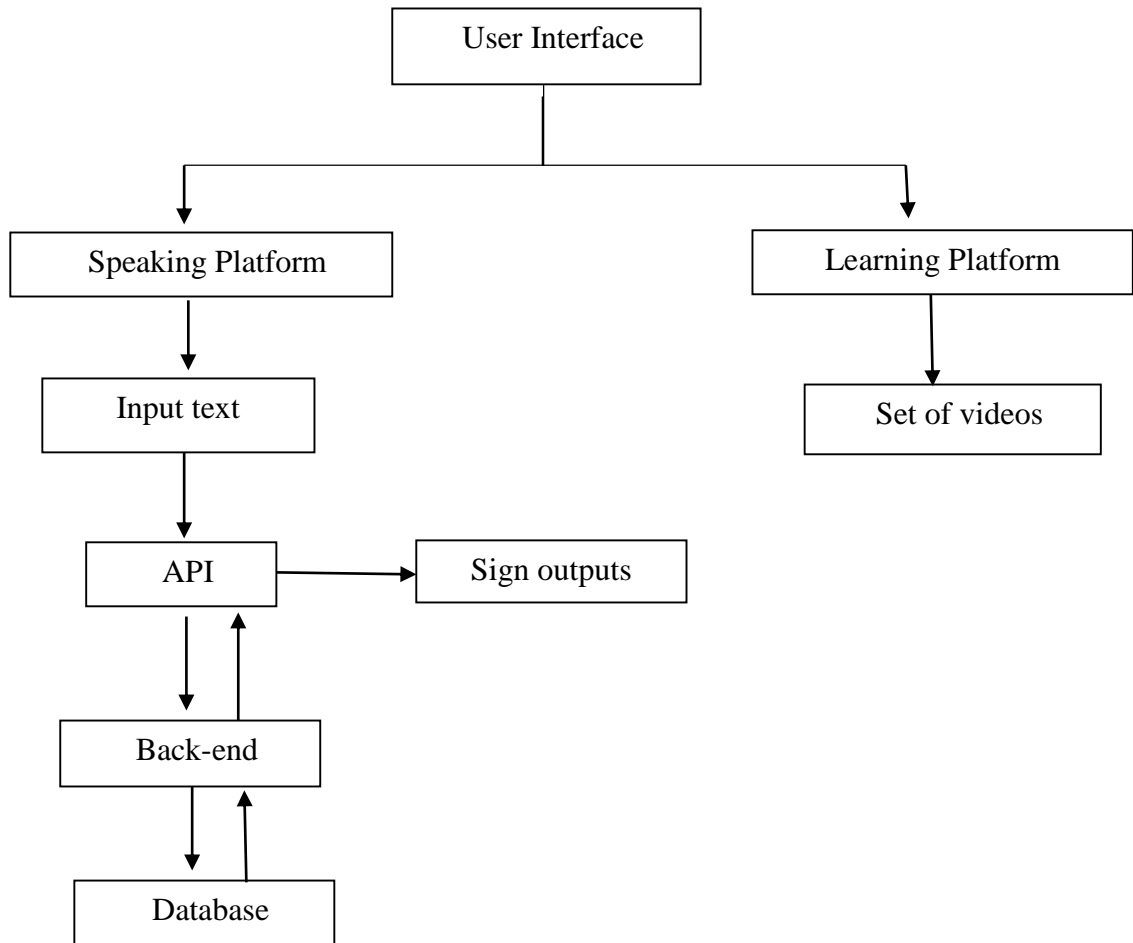 User Interface
Speaking Platform
Learning Platform
Input text
Set of videos
API
Sign outputs
Back-end
Database